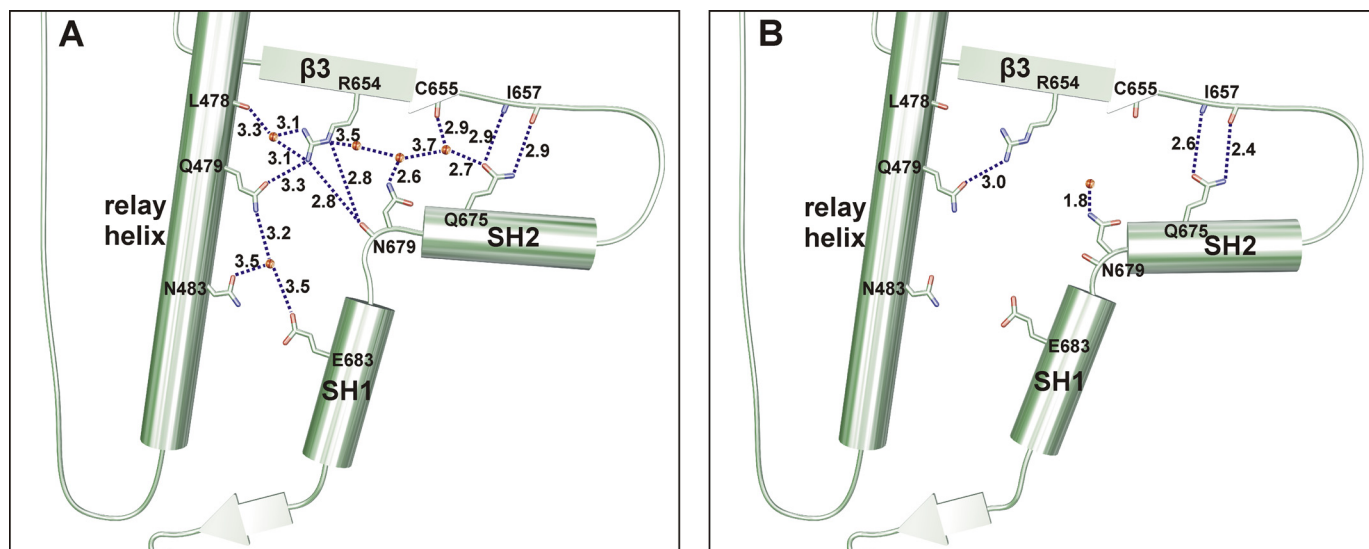 A
β3
R654
C655
I657
L478
3.3
3.1
3.5
2.9
2.9
2.9
3.7
2.7
3.1
Q479
3.3
2.8
2.6
2.8
relay
helix
Q675
SH2
N679
3.2
3.5
N483
3.5
E683
SH1
B
β3
R654
C655
I657
L478
2.6
2.4
Q479
3.0
1.8
relay
helix
Q675
SH2
N679
N483
E683
SH1